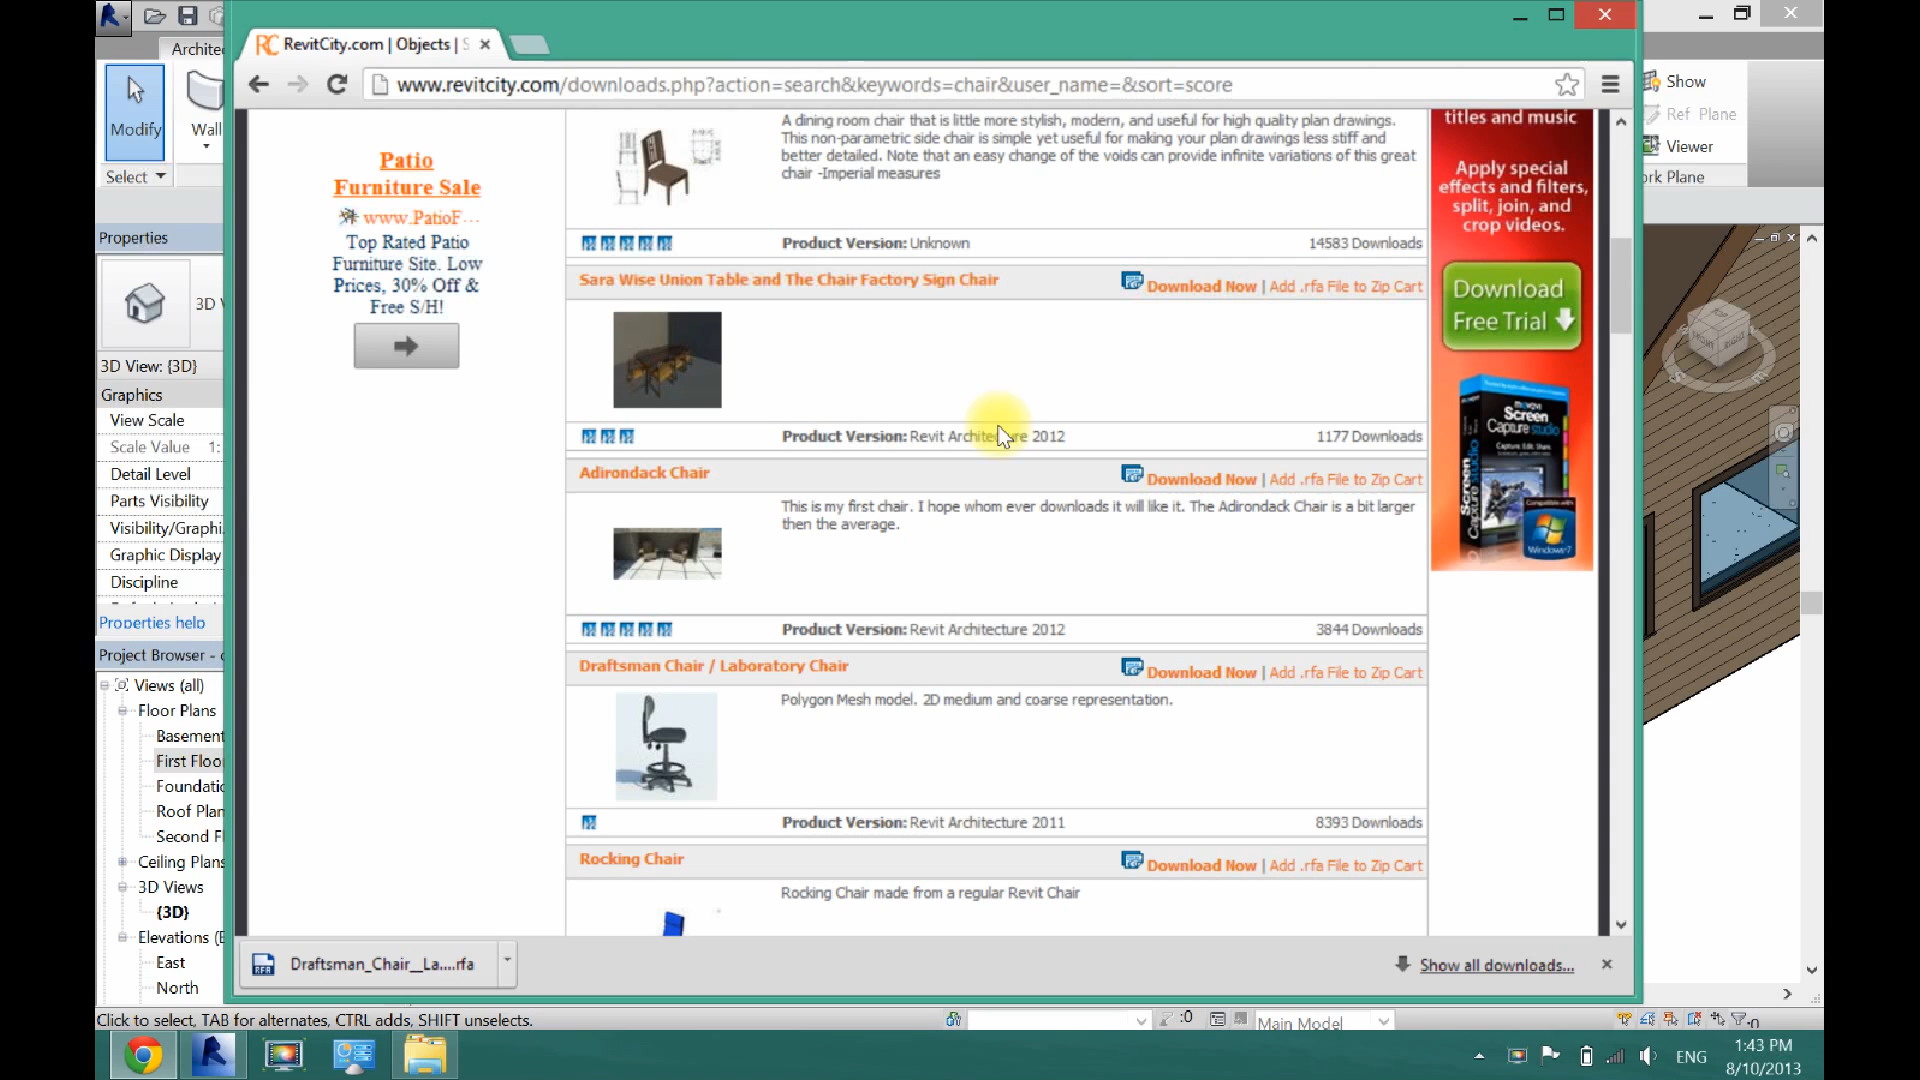 RevitCity.com | Objects | S
www.revitcity.com/downloads.php?action=search&keywords=chair&user_name=&sort=score
Modify
Wall
Select
Properties
3D View: {3D}
Graphics
View Scale
Scale Value 1:
Detail Level
Parts Visibility
Visibility/Graphi
Graphic Display
Discipline
Properties help
Project Browser -
Views (all)
Floor Plans
Basement
First Floo
Foundatio
Roof Plan
Second F
Ceiling Plans
3D Views
{3D}
Elevations (
East
North
Patio
Furniture Sale
www.PatioF...
Top Rated Patio
Furniture Site. Low
Prices, 30% Off &
Free S/H!
A dining room chair that is little more stylish, modern, and useful for high quality plan drawings.
This non-parametric side chair is simple yet useful for making your plan drawings less stiff and
better detailed. Note that an easy change of the voids can provide infinite variations of this great
chair -Imperial measures
Product Version: Unknown
14583 Downloads
Sara Wise Union Table and The Chair Factory Sign Chair
Download Now | Add .rfa File to Zip Cart
Product Version: Revit Architecture 2012
1177 Downloads
Adirondack Chair
Download Now | Add .rfa File to Zip Cart
This is my first chair. I hope whom ever downloads it will like it. The Adirondack Chair is a bit larger
then the average.
Product Version: Revit Architecture 2012
3844 Downloads
Draftsman Chair / Laboratory Chair
Download Now | Add .rfa File to Zip Cart
Polygon Mesh model. 2D medium and coarse representation.
Product Version: Revit Architecture 2011
8393 Downloads
Rocking Chair
Download Now | Add .rfa File to Zip Cart
Rocking Chair made from a regular Revit Chair
titles and music
Apply special
effects and filters,
split, join, and
crop videos.
Download
Free Trial
movavi
Screen
Capture studio
Windows 7
Show
Ref Plane
Viewer
ork Plane
Draftsman_Chair__La....rfa
Show all downloads...
Click to select, TAB for alternates, CTRL adds, SHIFT unselects.
:0
Main Model
:0
ENG
1:43 PM
8/10/2013